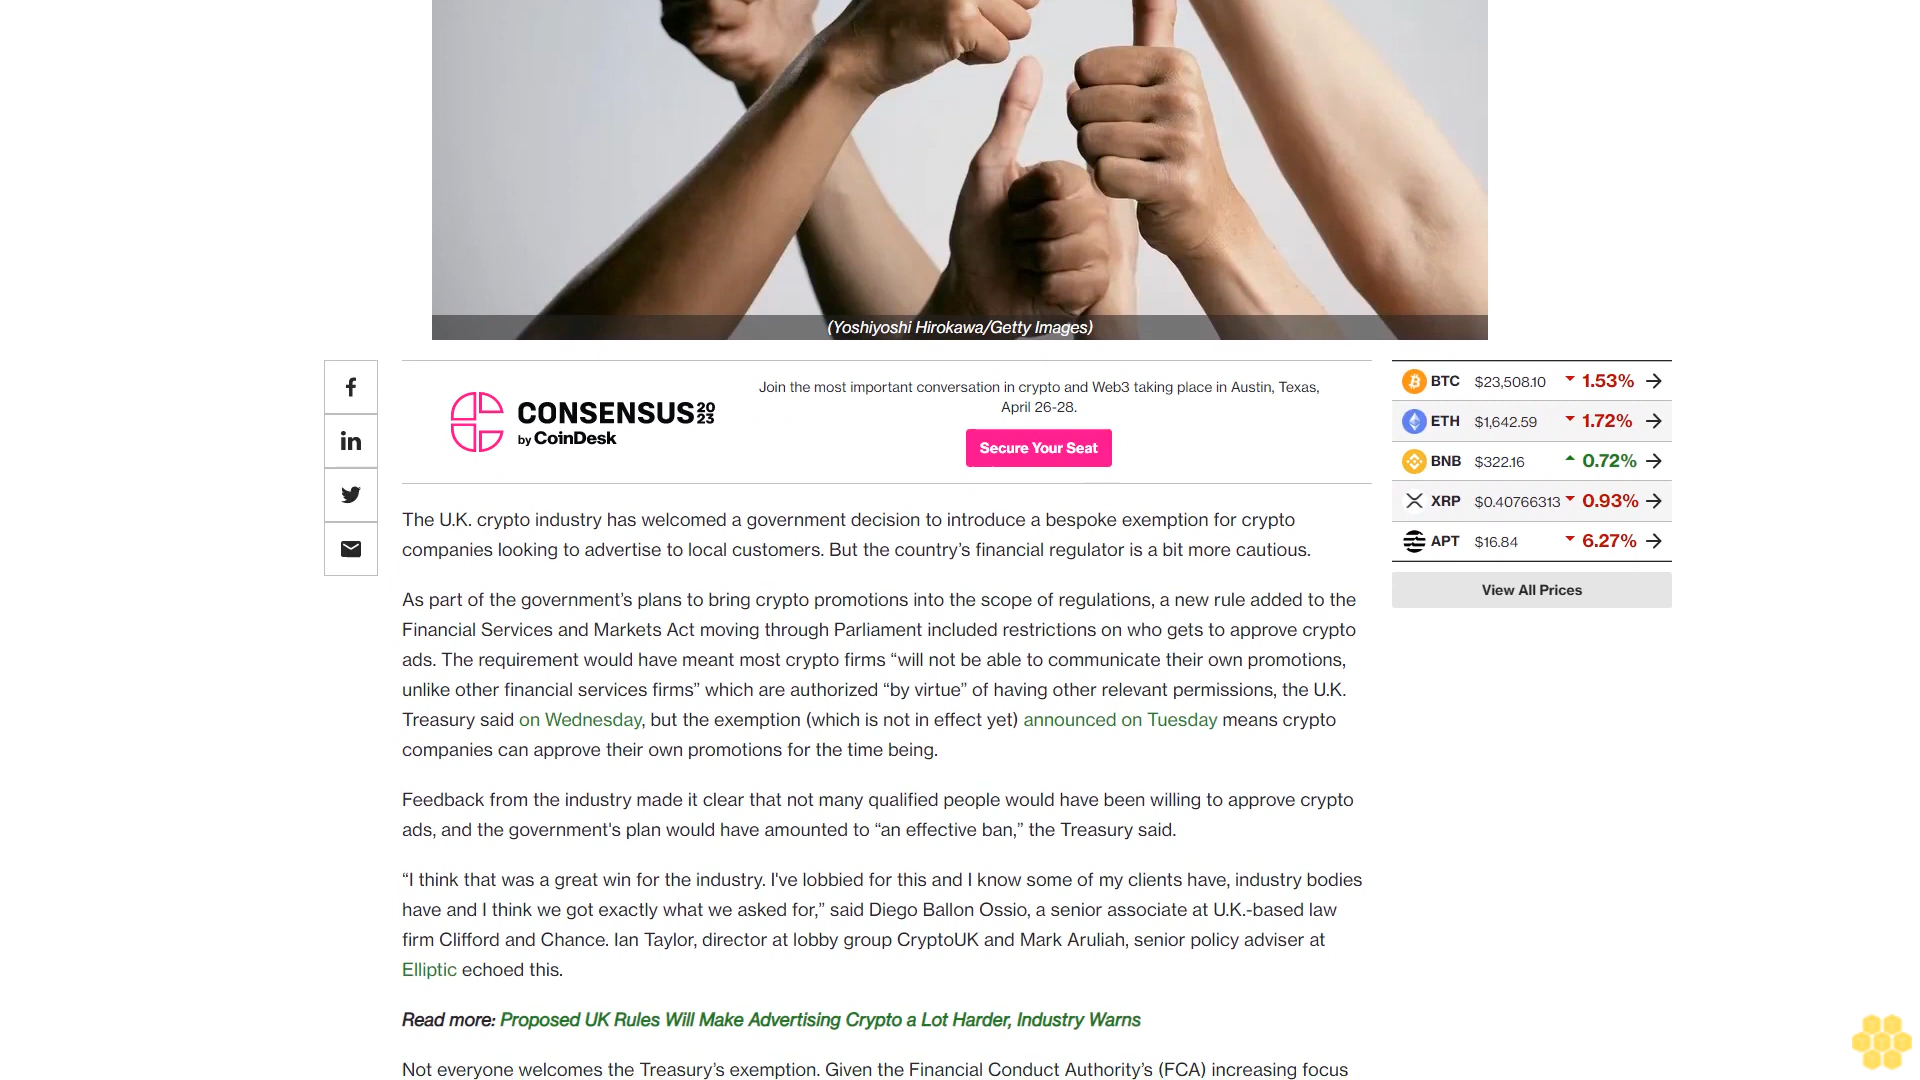 (Yoshiyoshi Hirokawa/Getty Images)
CONSENSUS 2023
by CoinDesk
Join the most important conversation in crypto and Web3 taking place in Austin, Texas,
April 26-28.
Secure Your Seat
BTC $23,508.10 1.53%
ETH $1,642.59 1.72%
BNB $322.16 0.72%
XRP $0.40766313 0.93%
APT $16.84 6.27%
View All Prices
The U.K. crypto industry has welcomed a government decision to introduce a bespoke exemption for crypto
companies looking to advertise to local customers. But the country’s financial regulator is a bit more cautious.
As part of the government’s plans to bring crypto promotions into the scope of regulations, a new rule added to the
Financial Services and Markets Act moving through Parliament included restrictions on who gets to approve crypto
ads. The requirement would have meant most crypto firms “will not be able to communicate their own promotions,
unlike other financial services firms” which are authorized “by virtue” of having other relevant permissions, the U.K.
Treasury said on Wednesday, but the exemption (which is not in effect yet) announced on Tuesday means crypto
companies can approve their own promotions for the time being.
Feedback from the industry made it clear that not many qualified people would have been willing to approve crypto
ads, and the government's plan would have amounted to “an effective ban,” the Treasury said.
“I think that was a great win for the industry. I've lobbied for this and I know some of my clients have, industry bodies
have and I think we got exactly what we asked for,” said Diego Ballon Ossio, a senior associate at U.K.-based law
firm Clifford and Chance. Ian Taylor, director at lobby group CryptoUK and Mark Aruliah, senior policy adviser at
Elliptic echoed this.
Read more: Proposed UK Rules Will Make Advertising Crypto a Lot Harder, Industry Warns
Not everyone welcomes the Treasury’s exemption. Given the Financial Conduct Authority’s (FCA) increasing focus